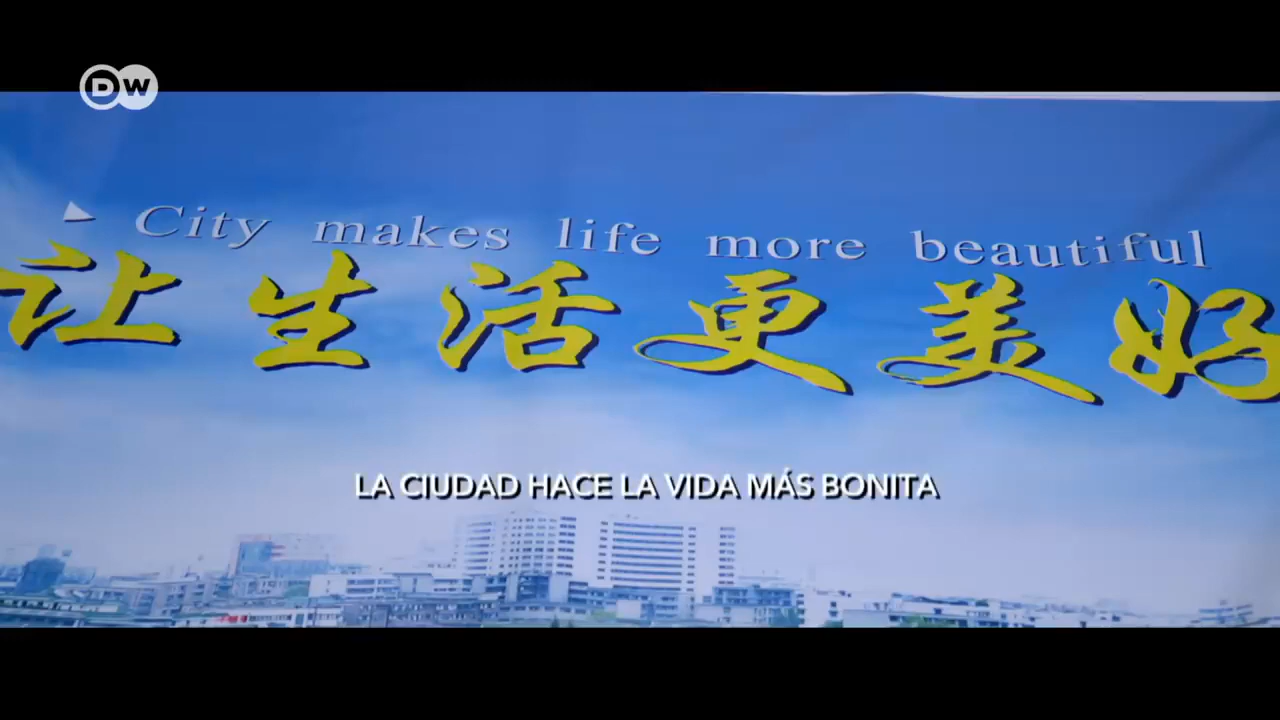 DW
City makes life more beautiful
让生活更美好
LA CIUDAD HACE LA VIDA MÁS BONITA